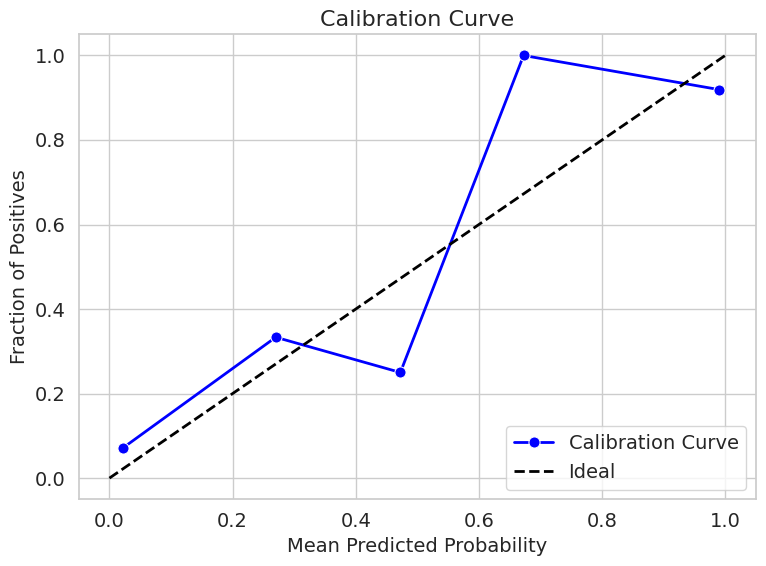 Calibration Curve
1.0
0.8
0.6
0.4
0.2
0.0
Fraction of Positives
0.0 0.2 0.4 0.6 0.8 1.0
Mean Predicted Probability
Calibration Curve
Ideal